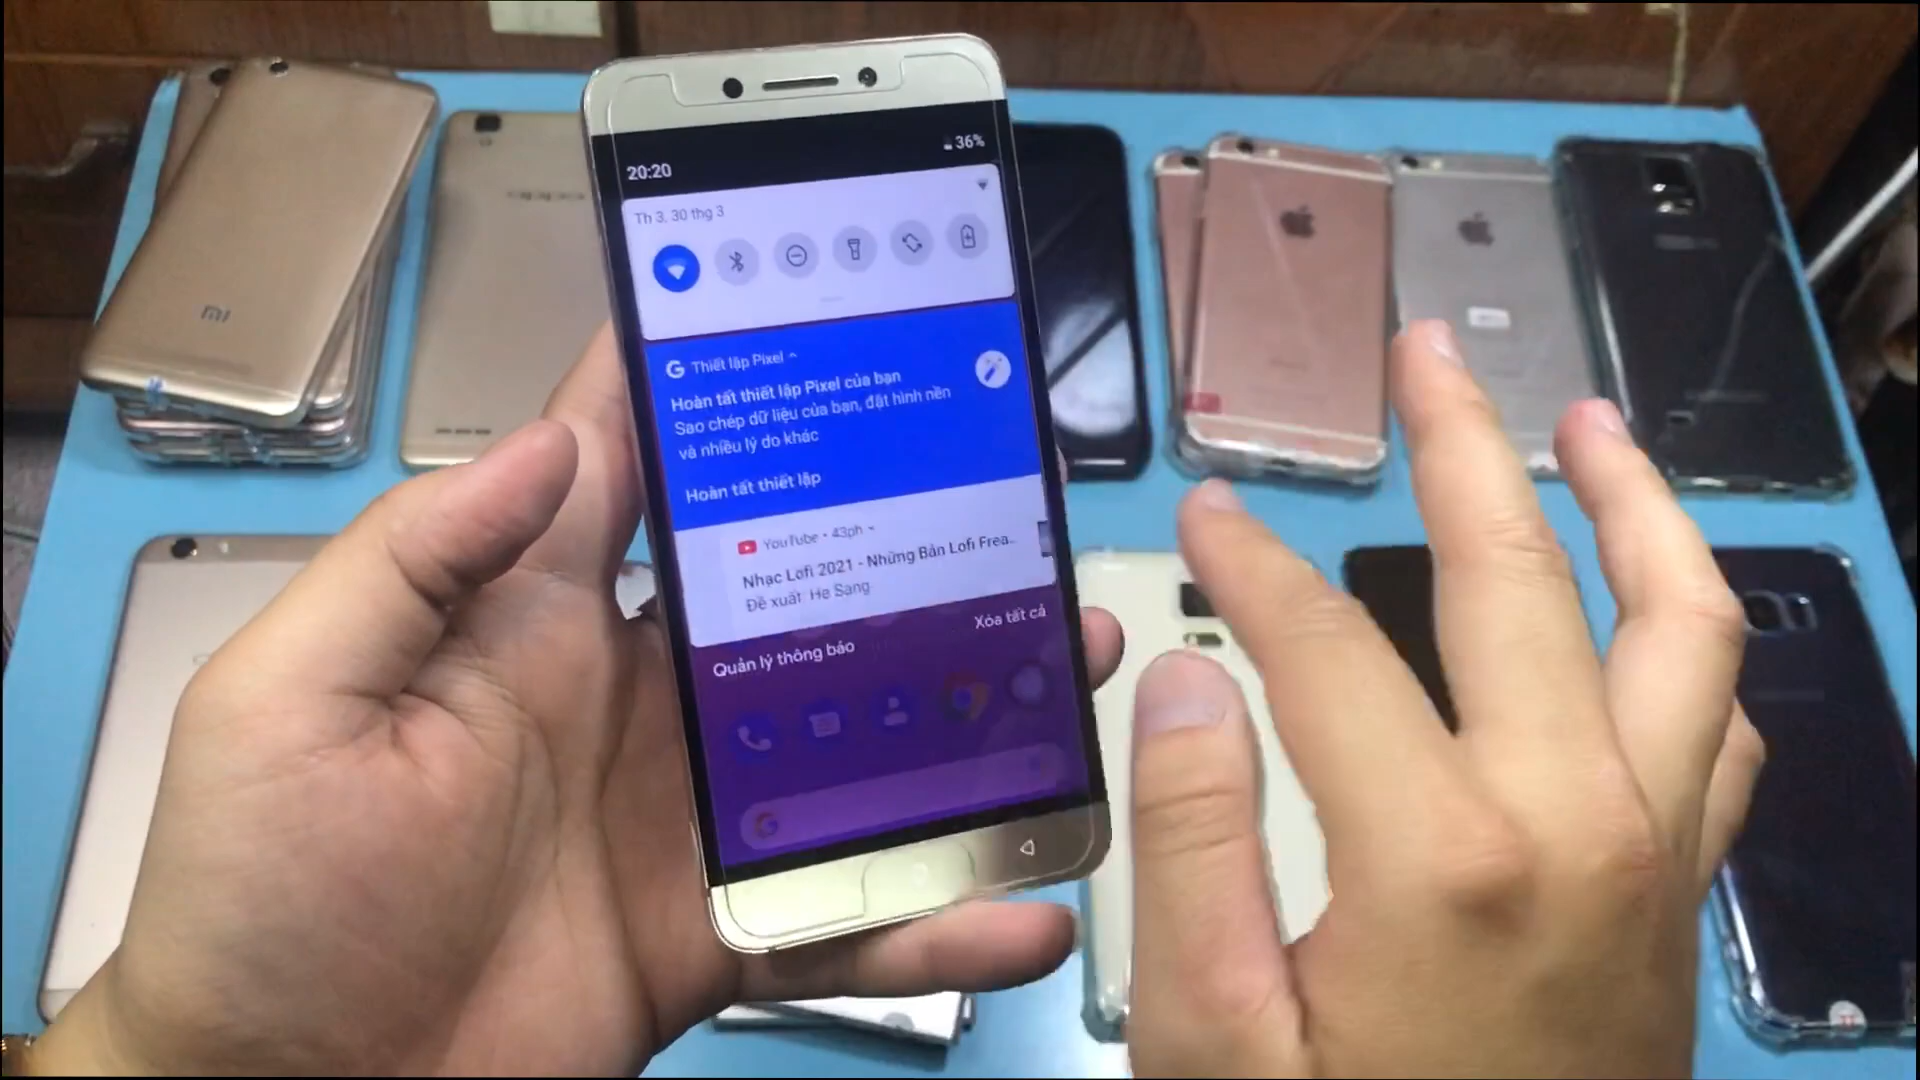 20:20
36%
Th 3, 30 thg 3
Thiết lập Pixel
Hoàn tất thiết lập Pixel của bạn
Sao chép dữ liệu của bạn, đặt hình nền
và nhiều lý do khác
Hoàn tất thiết lập
YouTube • 43ph
Nhạc Lofi 2021 - Những Bản Lofi Frea...
Đề xuất: He Sang
Xóa tất cả
Quản lý thông báo
mi
oppo